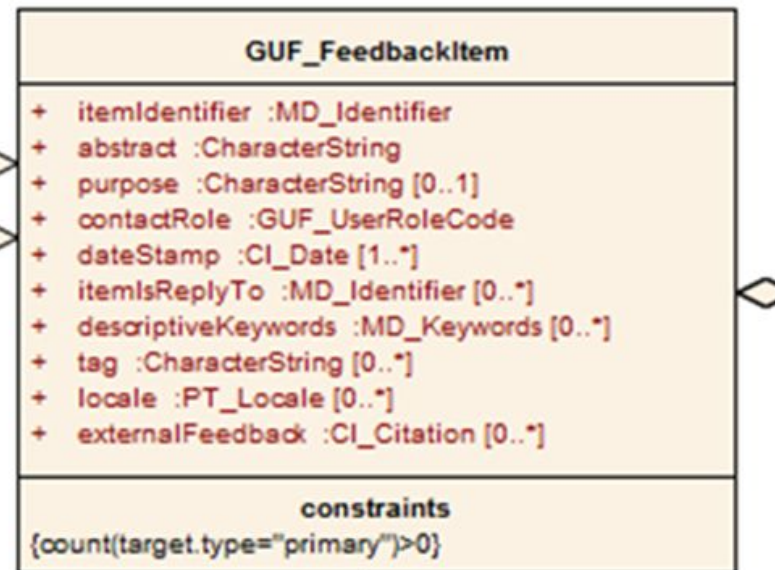 GUF_FeedbackItem
+ itemIdentifier :MD_Identifier
+ abstract :CharacterString
+ purpose :CharacterString [0..1]
+ contactRole :GUF_UserRoleCode
+ dateStamp :CI_Date [1..*]
+ itemIsReplyTo :MD_Identifier [0..*]
+ descriptiveKeywords :MD_Keywords [0..*]
+ tag :CharacterString [0..*]
+ locale :PT_Locale [0..*]
+ externalFeedback :CI_Citation [0..*]
constraints
{count(target.type="primary")>0}